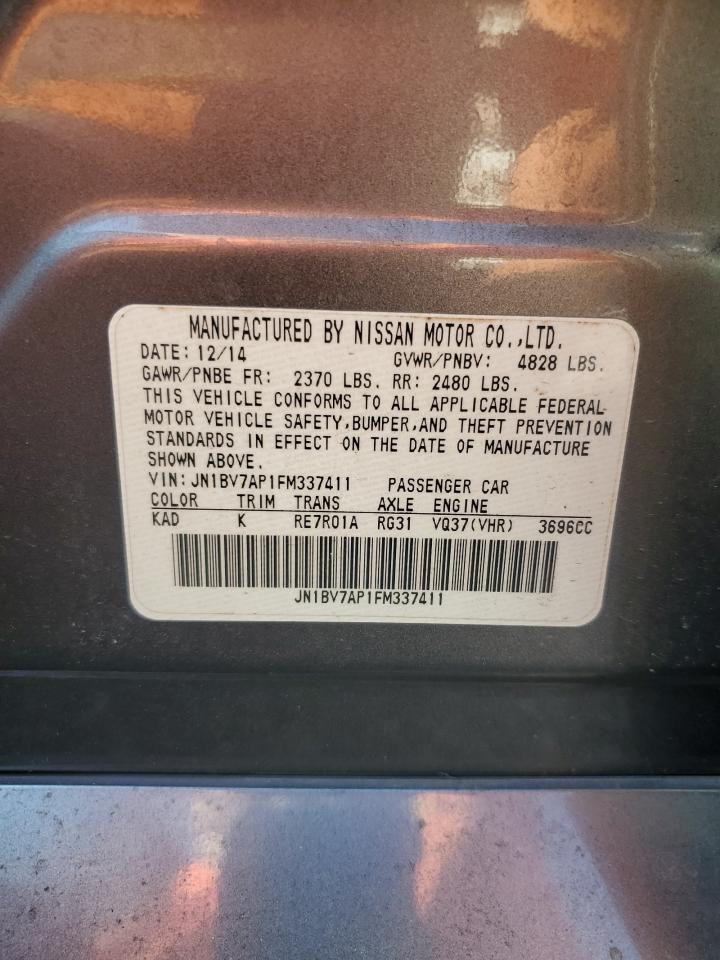 MANUFACTURED BY NISSAN MOTOR CO.,LTD.
DATE: 12/14 GVWR/PNBV: 4828 LBS.
GAWR/PNBE FR: 2370 LBS. RR: 2480 LBS.
THIS VEHICLE CONFORMS TO ALL APPLICABLE FEDERAL
MOTOR VEHICLE SAFETY,BUMPER,AND THEFT PREVENTION
STANDARDS IN EFFECT ON THE DATE OF MANUFACTURE
SHOWN ABOVE.
VIN: JN1BV7AP1FM337411 PASSENGER CAR
COLOR TRIM TRANS AXLE ENGINE
KAD K RE7R01A RG31 VQ37(VHR) 3696CC
JN1BV7AP1FM337411